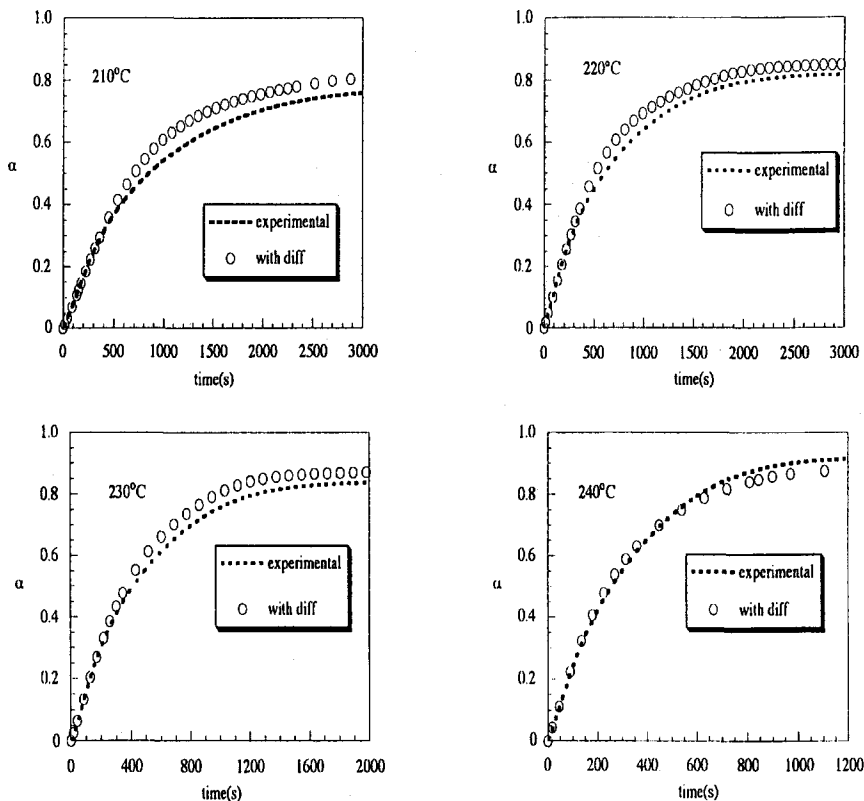 1.0
210°C
0.8
0.6
α
0.4
experimental
0.2
with diff
0
0 500 1000 1500 2000 2500 3000
time(s)
1.0
220°C
0.8
0.6
α
experimental
0.4
with diff
0.2
0
0 500 1000 1500 2000 2500 3000
time(s)
1.0
230°C
0.8
0.6
experimental
α
0.4
with diff
0.2
0
0 400 800 1200 1600 2000
time(s)
1.0
240°C
0.8
0.6
experimental
α
0.4
with diff
0.2
0
0 200 400 600 800 1000 1200
time(s)